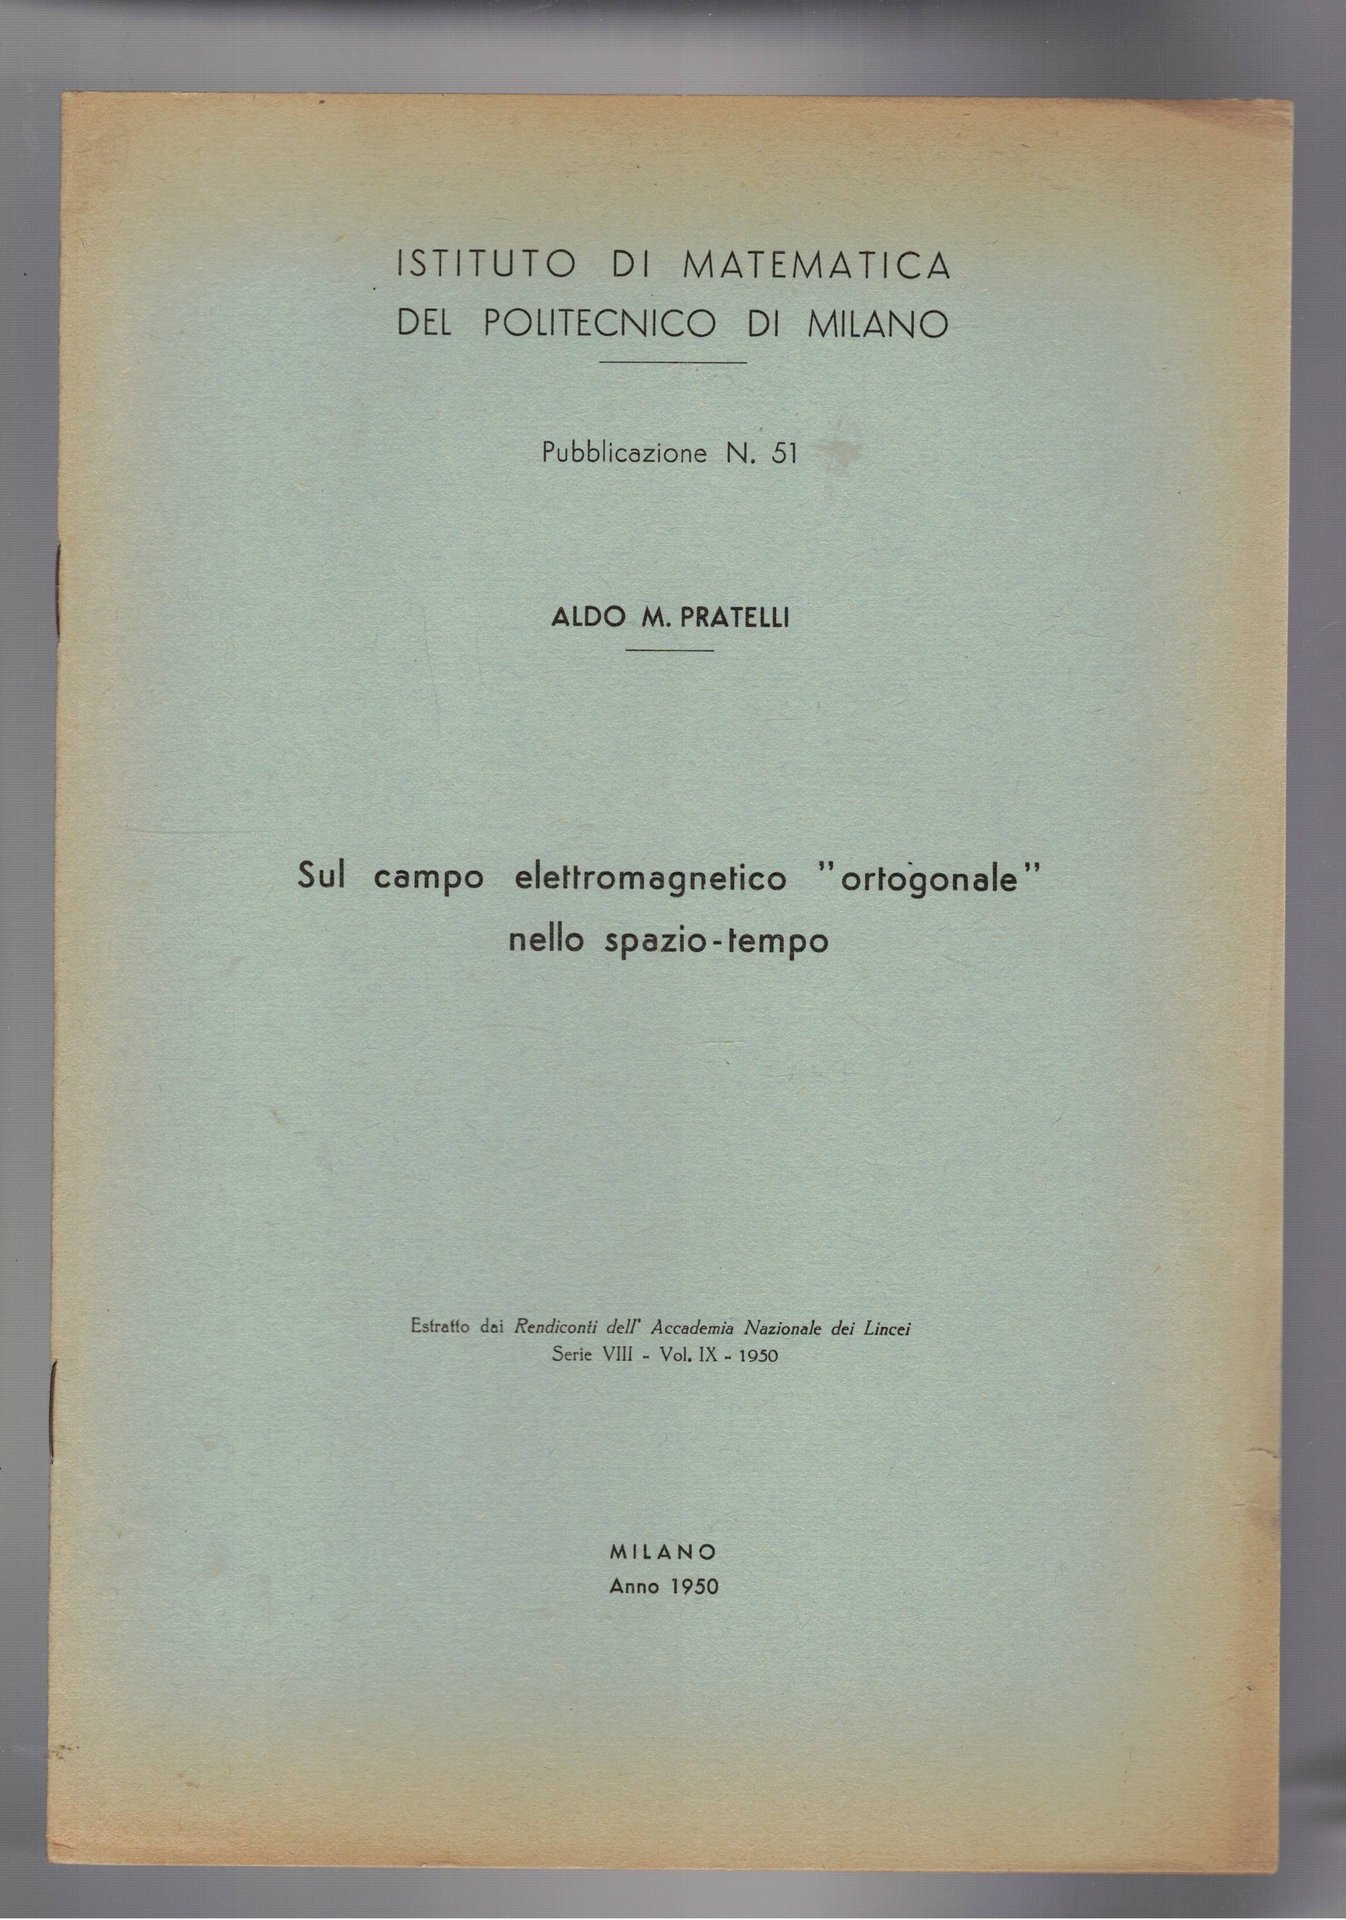 ISTITUTO DI MATEMATICA
DEL POLITECNICO DI MILANO
Pubblicazione N. 51
ALDO M. PRATELLI
Sul campo elettromagnetico "ortogonale"
nello spazio-tempo
Estratto dai Rendiconti dell' Accademia Nazionale dei Lincei
Serie VIII - Vol. IX - 1950
MILANO
Anno 1950